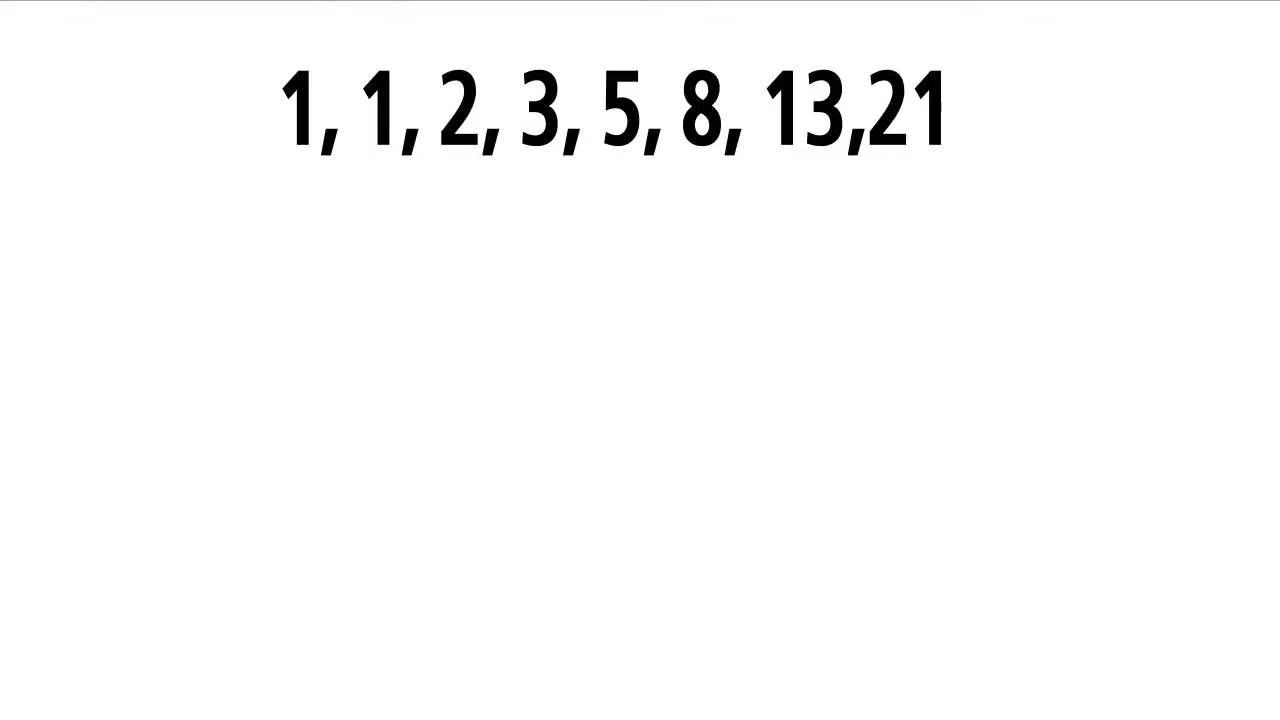 1, 1, 2, 3, 5, 8, 13,21